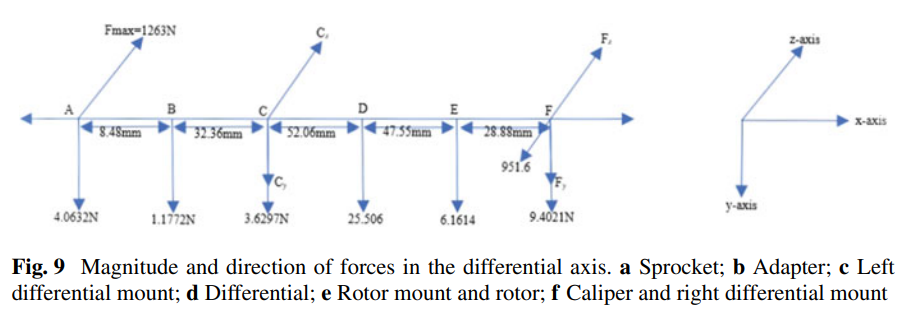 Fmax=1263N
C,
F,
z-axis
A
B
C
D
E
F
8.48mm
32.36mm
52.06mm
47.55mm
28.88mm
x-axis
951.6
C,
F,
y-axis
4.0632N
1.1772N
3.6297N
25.506
6.1614
9.4021N
Fig. 9 Magnitude and direction of forces in the differential axis. a Sprocket; b Adapter; c Left
differential mount; d Differential; e Rotor mount and rotor; f Caliper and right differential mount